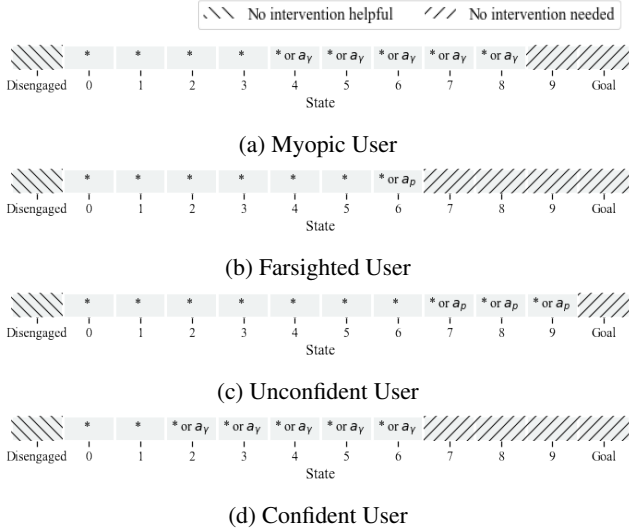 No intervention helpful No intervention needed
* * * * * or aᵧ * or aᵧ * or aᵧ * or aᵧ * or aᵧ
Disengaged 0 1 2 3 4 5 6 7 8 9 Goal
State
(a) Myopic User
* * * * * * * or aₚ
Disengaged 0 1 2 3 4 5 6 7 8 9 Goal
State
(b) Farsighted User
* * * * * * * * or aₚ * or aₚ * or aₚ
Disengaged 0 1 2 3 4 5 6 7 8 9 Goal
State
(c) Unconfident User
* * * or aᵧ * or aᵧ * or aᵧ * or aᵧ * or aᵧ
Disengaged 0 1 2 3 4 5 6 7 8 9 Goal
State
(d) Confident User